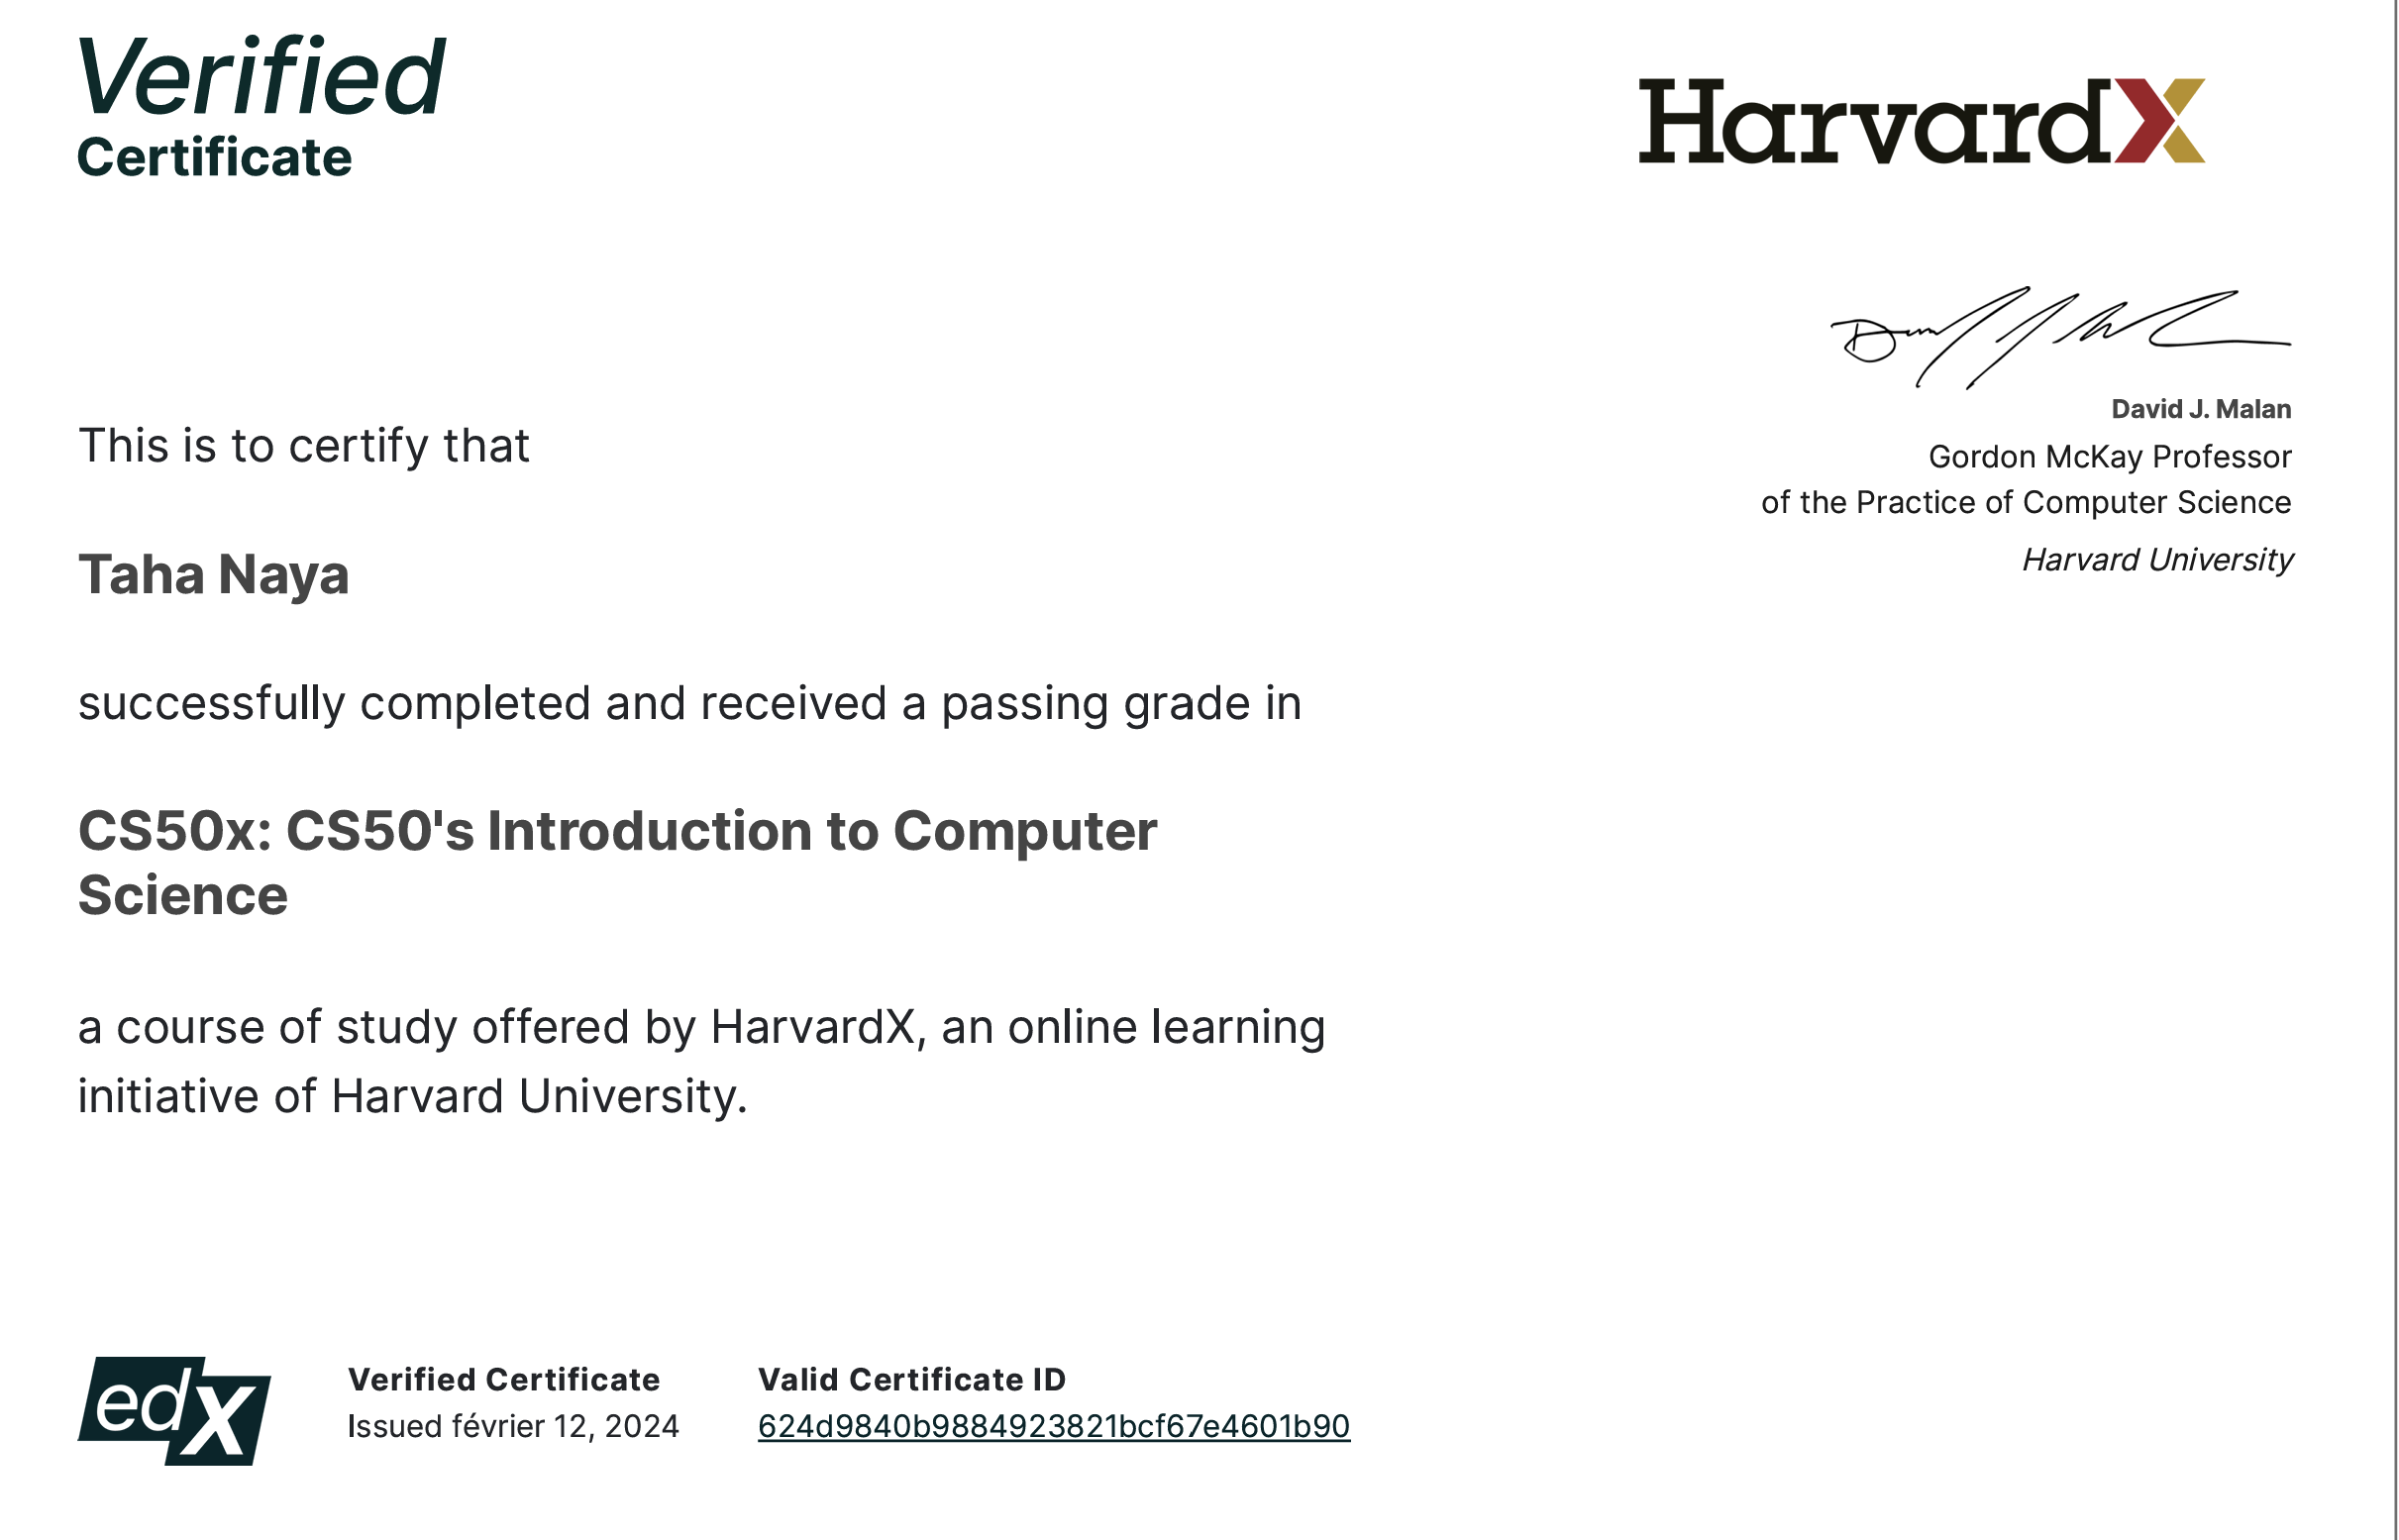 Verified
Certificate
HarvardX
David J. Malan
Gordon McKay Professor
of the Practice of Computer Science
Harvard University
This is to certify that
Taha Naya
successfully completed and received a passing grade in
CS50x: CS50's Introduction to Computer
Science
a course of study offered by HarvardX, an online learning
initiative of Harvard University.
edX
Verified Certificate
Issued février 12, 2024
Valid Certificate ID
624d9840b9884923821bcf67e4601b90